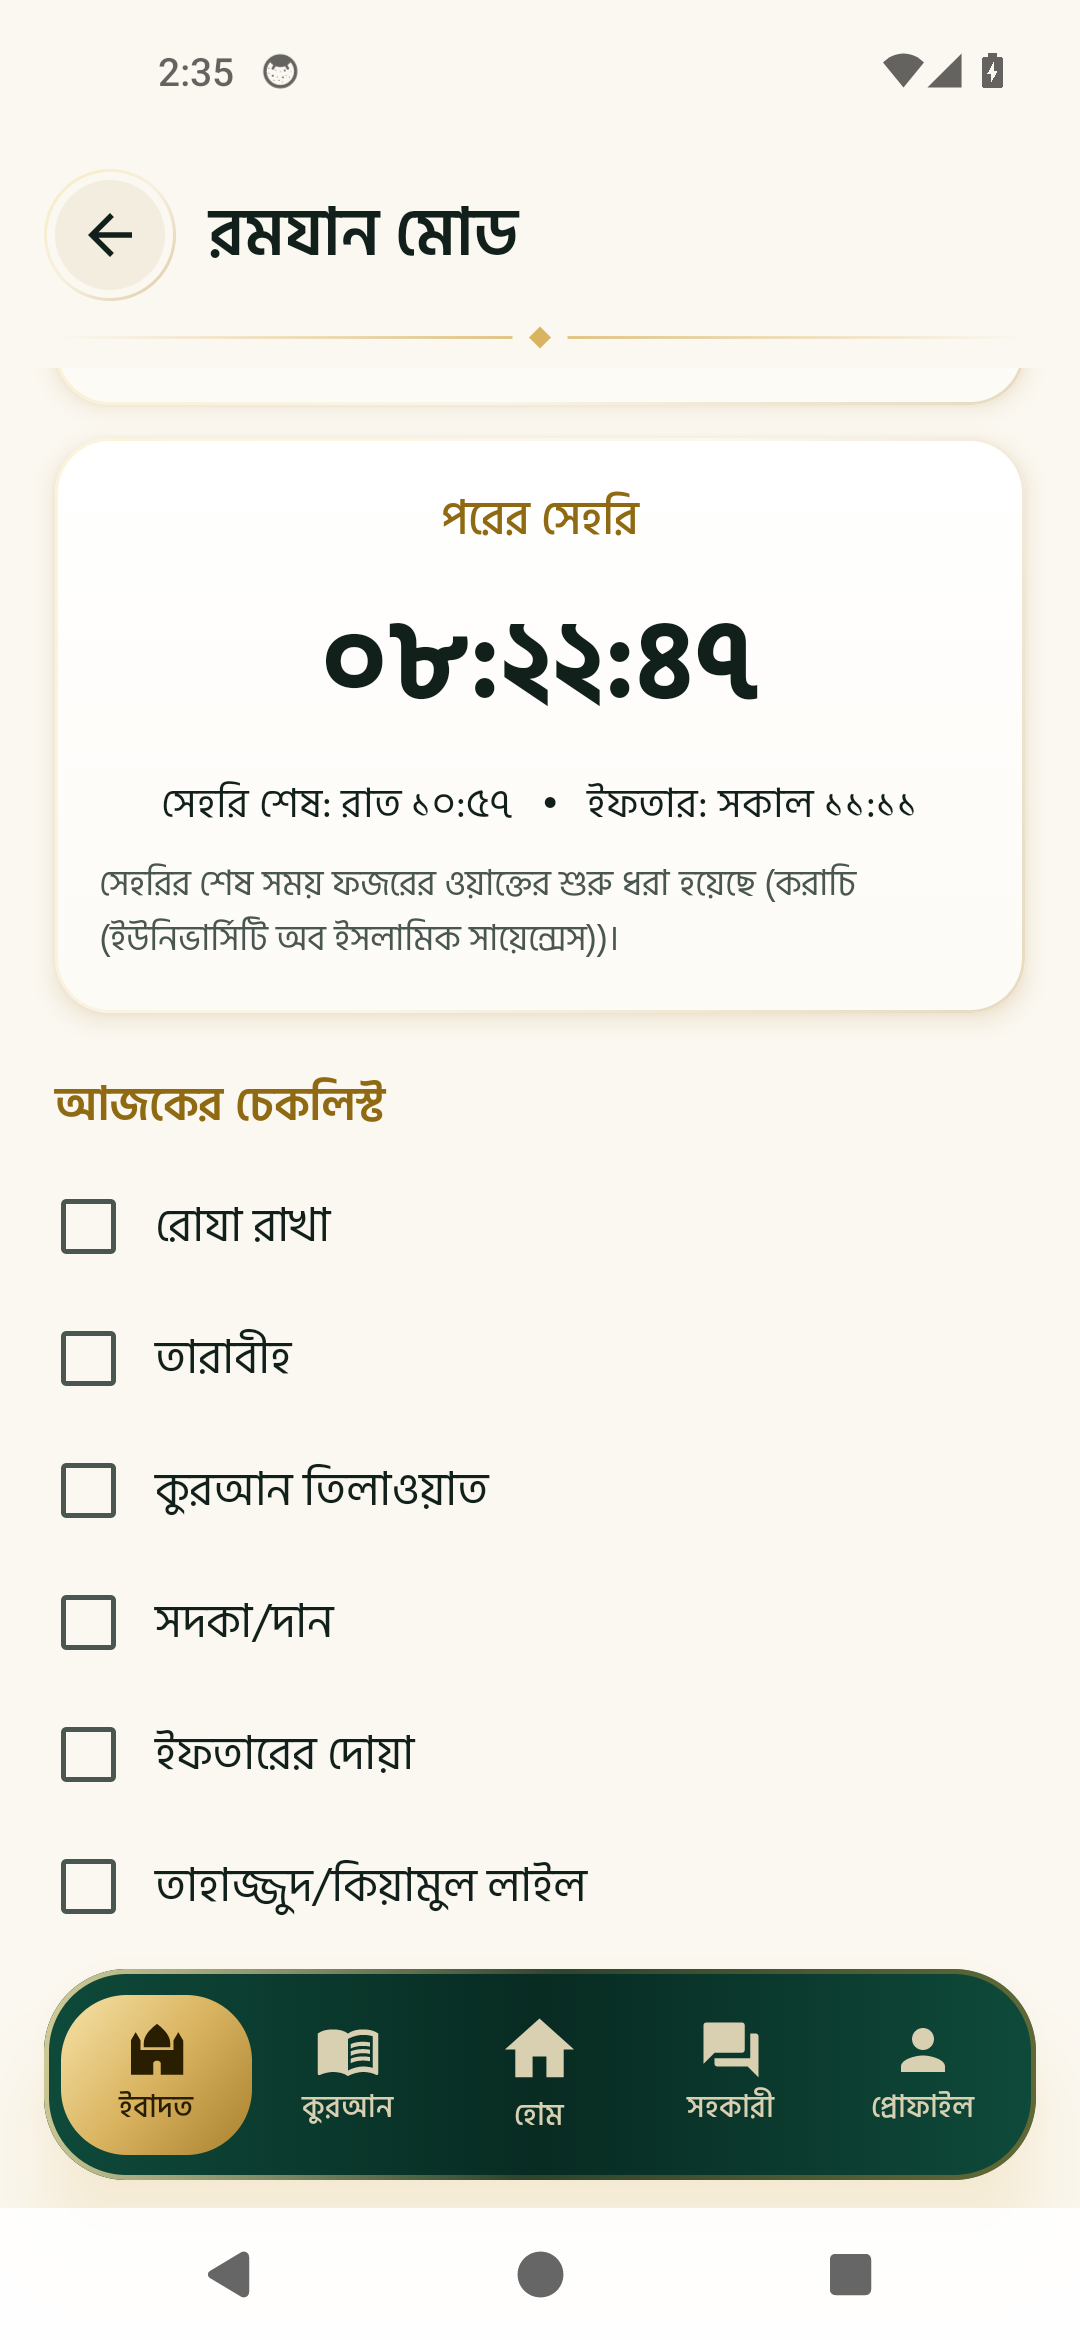 2:35
রমযান মোড
পরের সেহরি
০৮:২২:৪৭
সেহরি শেষ: রাত ১০:৫৭ • ইফতার: সকাল ১১:১১
সেহরির শেষ সময় ফজরের ওয়াক্তের শুরু ধরা হয়েছে (করাচি
(ইউনিভার্সিটি অব ইসলামিক সায়েন্সেস))।
আজকের চেকলিস্ট
রোযা রাখা
তারাবীহ
কুরআন তিলাওয়াত
সদকা/দান
ইফতারের দোয়া
তাহাজ্জুদ/কিয়ামুল লাইল
ইবাদত
কুরআন
হোম
সহকারী
প্রোফাইল